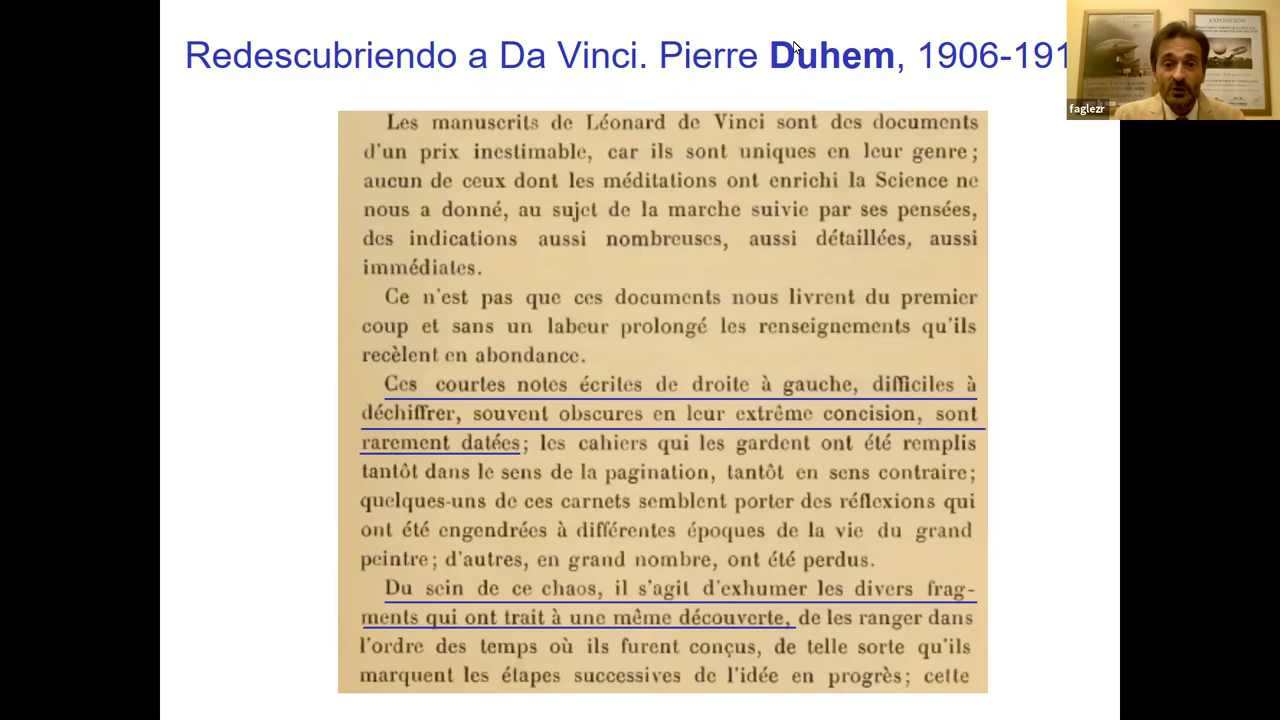 Redescubriendo a Da Vinci. Pierre Duhem, 1906-191
EXPOSICIÓN
faglezr
Les manuscrits de Léonard de Vinci sont des documents
d'un prix inestimable, car ils sont uniques en leur genre ;
aucun de ceux dont les méditations ont enrichi la Science ne
nous a donné, au sujet de la marche suivie par ses pensées,
des indications aussi nombreuses, aussi détaillées, aussi
immédiates.
Ce n'est pas que ces documents nous livrent du premier
coup et sans un labeur prolongé les renseignements qu'ils
recèlent en abondance.
Ces courtes notes écrites de droite à gauche, difficiles à
déchiffrer, souvent obscures en leur extrême concision, sont
rarement datées ; les cahiers qui les gardent ont été remplis
tantôt dans le sens de la pagination, tantôt en sens contraire ;
quelques-uns de ces carnets semblent porter des réflexions qui
ont été engendrées à différentes époques de la vie du grand
peintre ; d'autres, en grand nombre, ont été perdus.
Du sein de ce chaos, il s'agit d'exhumer les divers frag-
ments qui ont trait à une même découverte, de les ranger dans
l'ordre des temps où ils furent conçus, de telle sorte qu'ils
marquent les étapes successives de l'idée en progrès ; cette